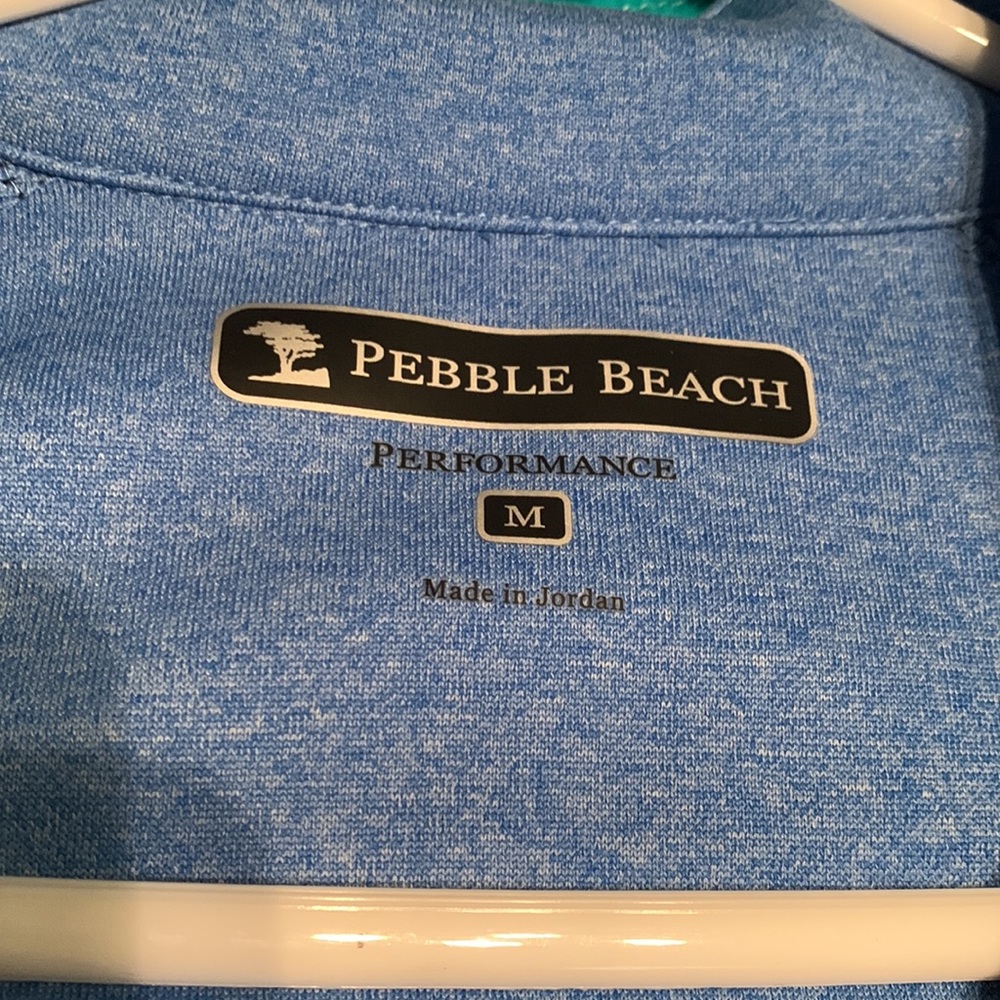 PEBBLE BEACH
PERFORMANCE
M
Made in Jordan